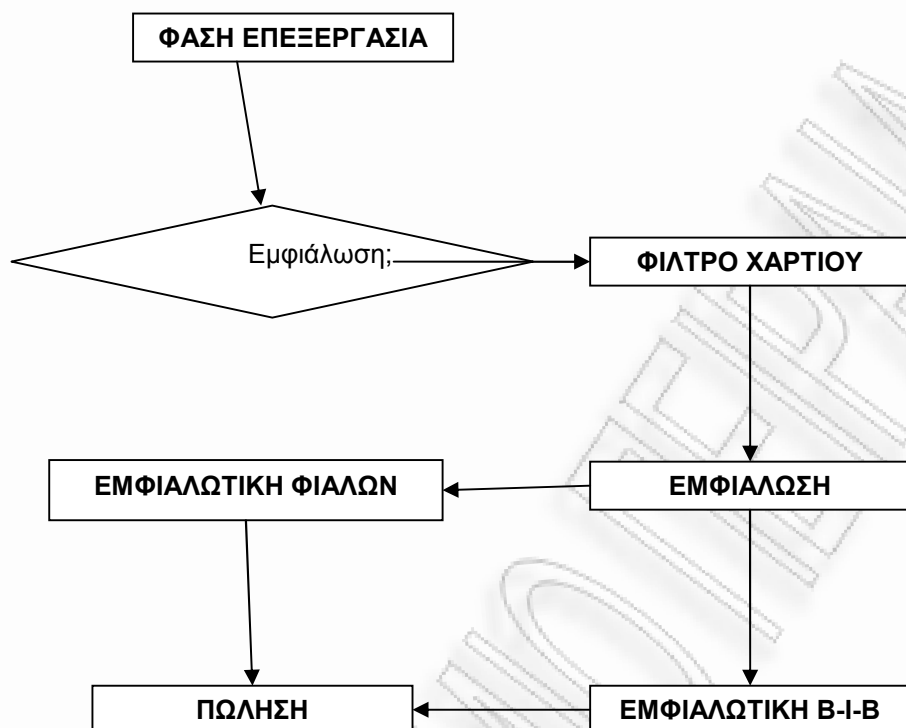 ΦΑΣΗ ΕΠΕΞΕΡΓΑΣΙΑ
Εμφιάλωση;
ΦΙΛΤΡΟ ΧΑΡΤΙΟΥ
ΕΜΦΙΑΛΩΤΙΚΗ ΦΙΑΛΩΝ
ΕΜΦΙΑΛΩΣΗ
ΠΩΛΗΣΗ
ΕΜΦΙΑΛΩΤΙΚΗ B-I-B